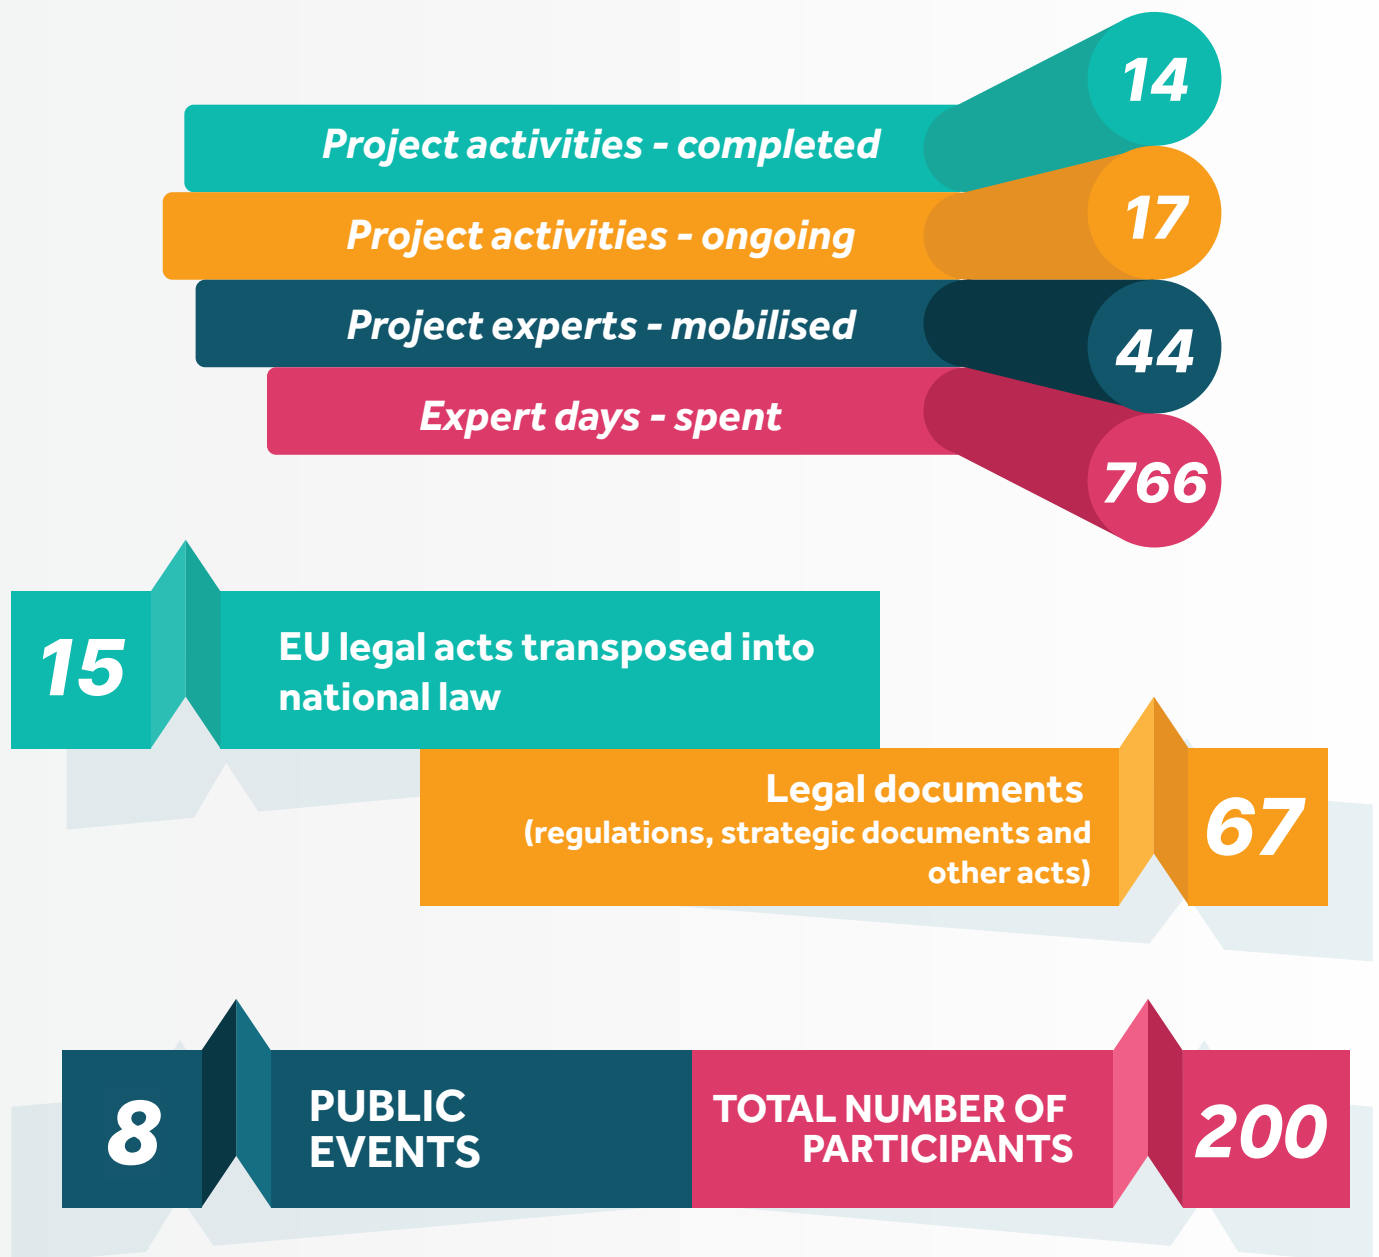 14
Project activities - completed
17
Project activities - ongoing
44
Project experts - mobilised
766
Expert days - spent
15
EU legal acts transposed into
national law
Legal documents
(regulations, strategic documents and
other acts)
67
8
PUBLIC
EVENTS
TOTAL NUMBER OF
PARTICIPANTS
200